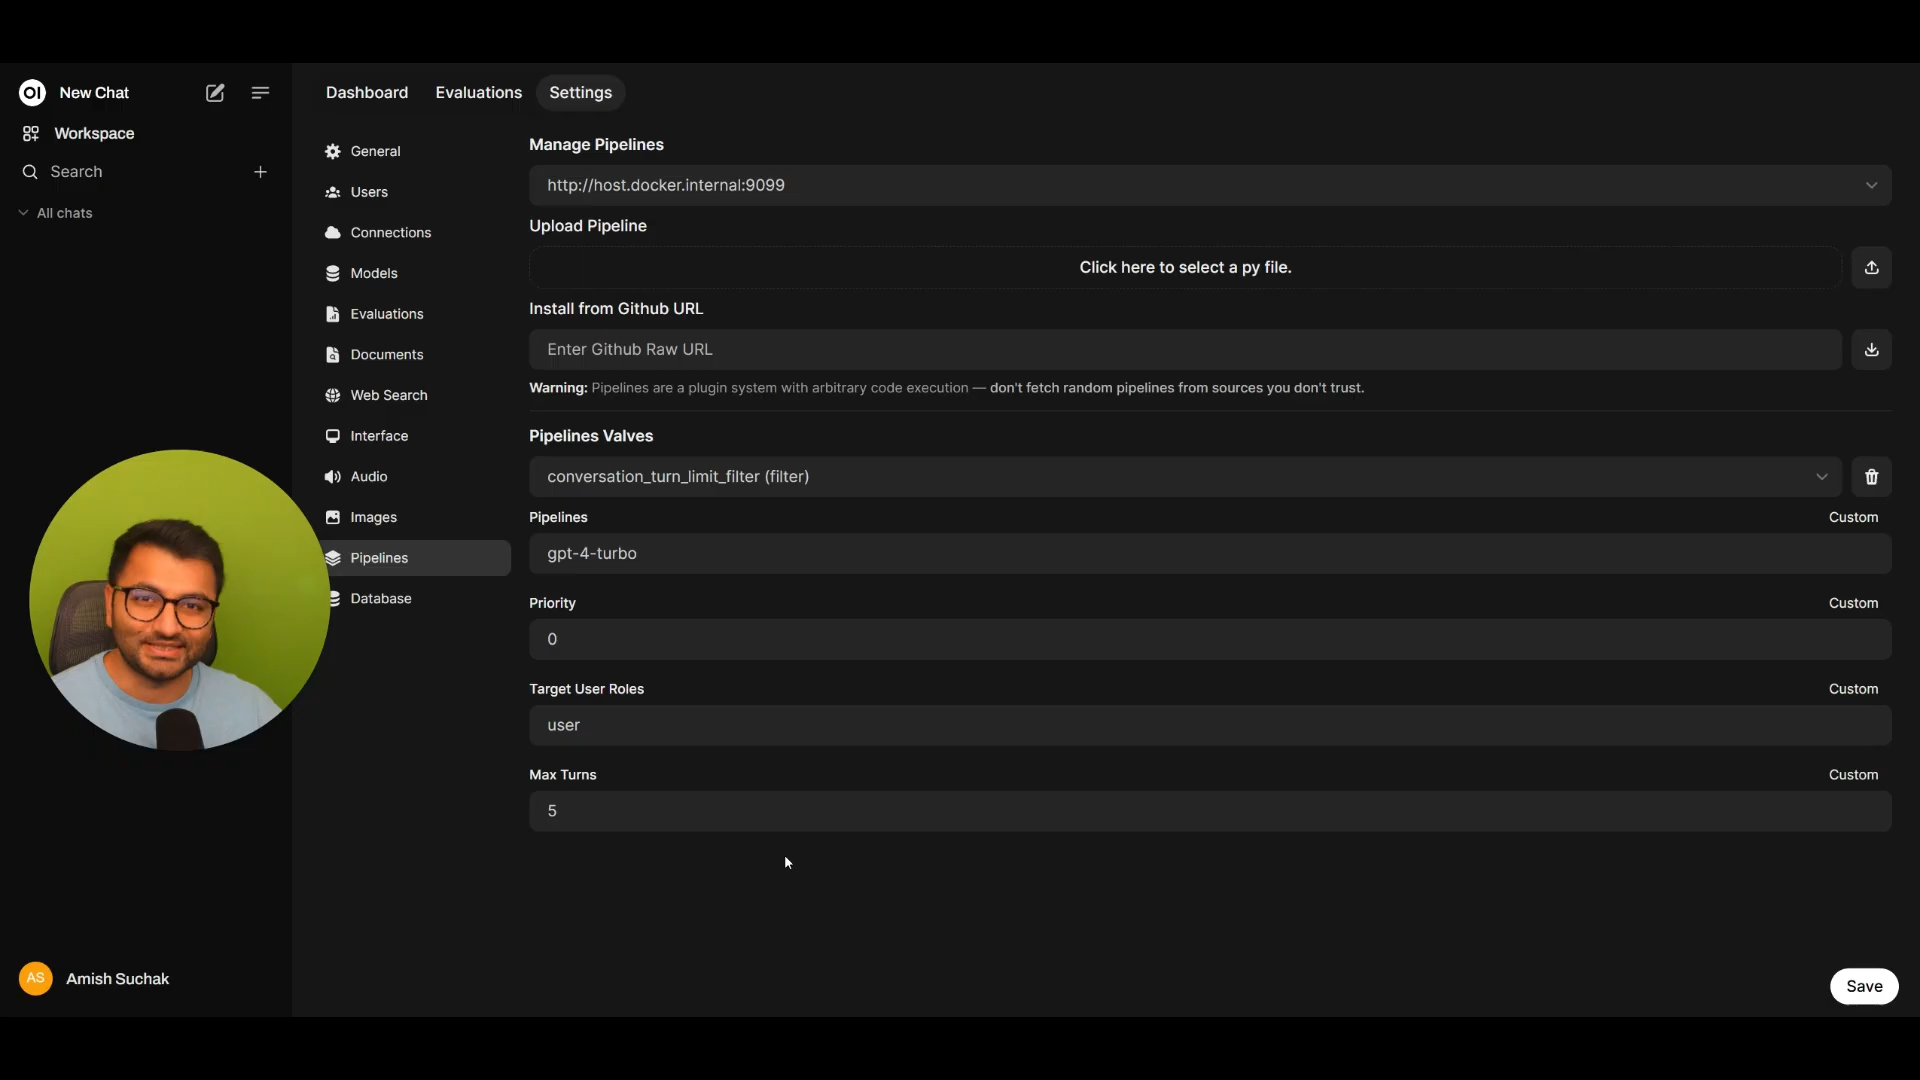 OI New Chat
Workspace
Search
All chats
Dashboard Evaluations Settings
General
Users
Connections
Models
Evaluations
Documents
Web Search
Interface
Audio
Images
Pipelines
Database
Manage Pipelines
http://host.docker.internal:9099
Upload Pipeline
Click here to select a py file.
Install from Github URL
Enter Github Raw URL
Warning: Pipelines are a plugin system with arbitrary code execution — don't fetch random pipelines from sources you don't trust.
Pipelines Valves
conversation_turn_limit_filter (filter)
Pipelines Custom
gpt-4-turbo
Priority Custom
0
Target User Roles Custom
user
Max Turns Custom
5
AS Amish Suchak
Save